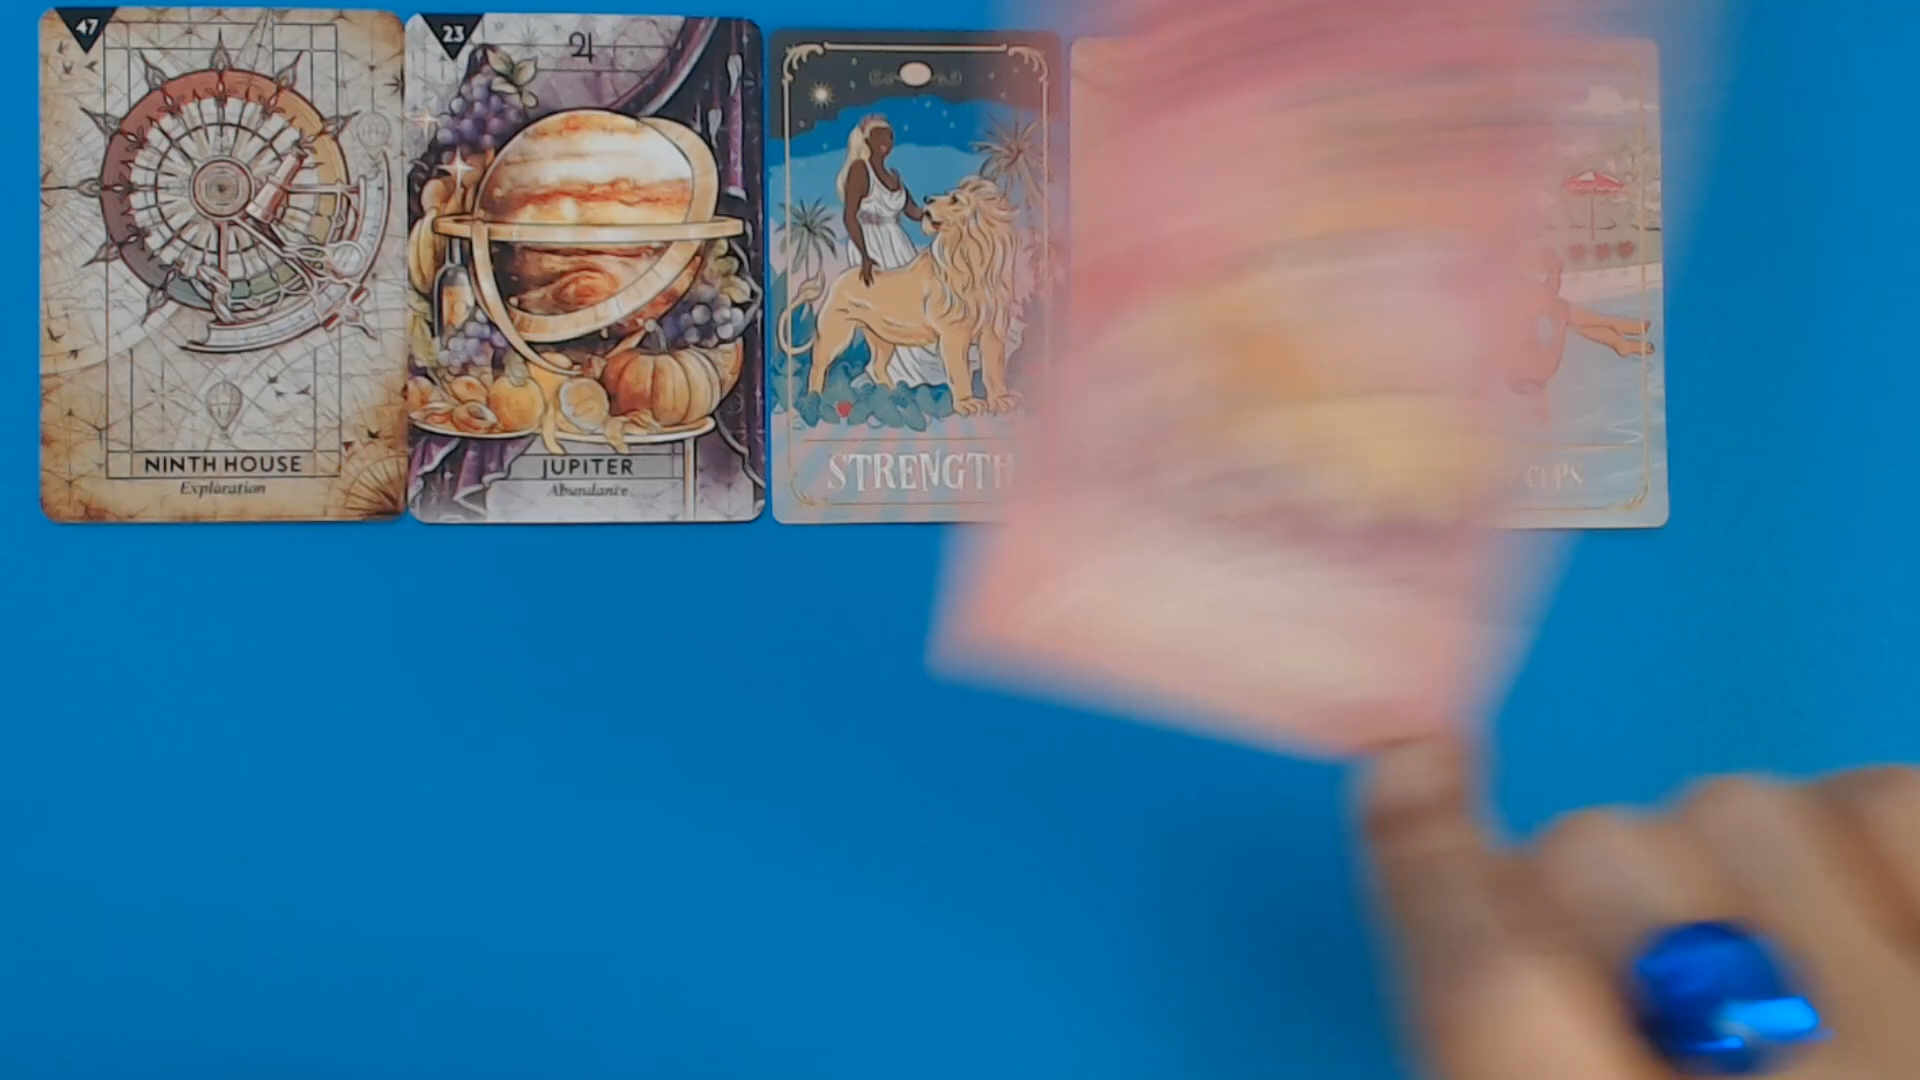 47
NINTH HOUSE
Exploration
23
JUPITER
Abundance
STRENGTH
CUPS